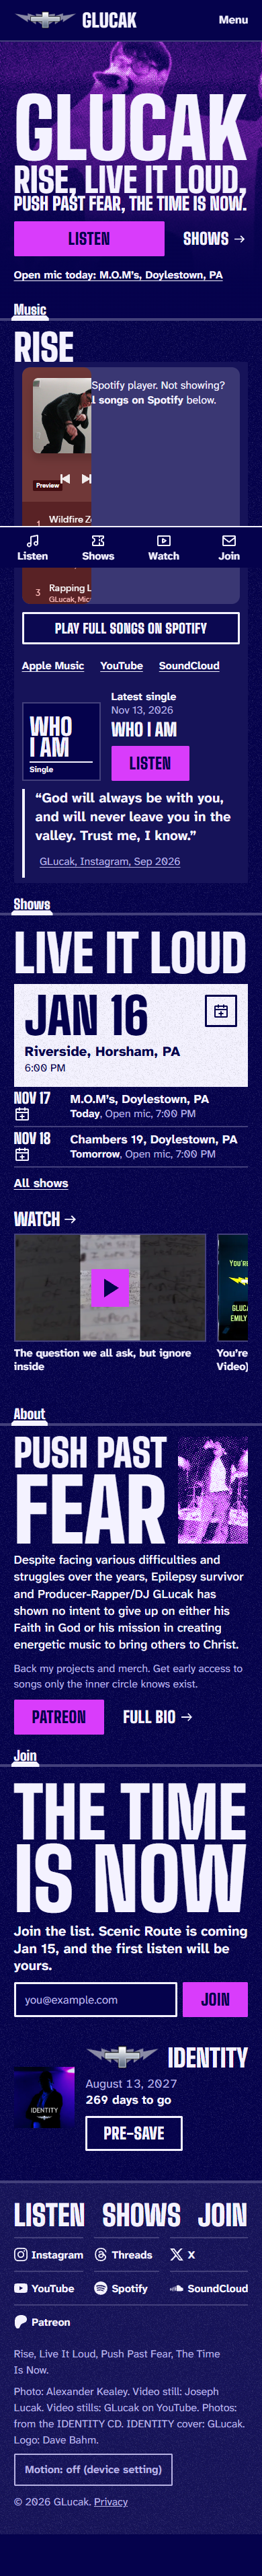 GLUCAK
Menu
GLUCAK
RISE, LIVE IT LOUD,
PUSH PAST FEAR, THE TIME IS NOW.
LISTEN
SHOWS →
Open mic today: M.O.M's, Doylestown, PA
Music
RISE
Spotify player. Not showing?
songs on Spotify below.
Preview
1 Wildfire
Listen
Shows
Watch
Join
3 Rapping
GLucak,
PLAY FULL SONGS ON SPOTIFY
Apple Music
YouTube
SoundCloud
WHO
I AM
Single
Latest single
Nov 13, 2026
WHO I AM
LISTEN
“God will always be with you,
and will never leave you in the
valley. Trust me, I know.”
GLucak, Instagram, Sep 2026
Shows
LIVE IT LOUD
JAN 16
Riverside, Horsham, PA
6:00 PM
NOV 17
M.O.M's, Doylestown, PA
Today, Open mic, 7:00 PM
NOV 18
Chambers 19, Doylestown, PA
Tomorrow, Open mic, 7:00 PM
All shows
WATCH →
The question we all ask, but ignore
inside
YOU'RE
GLUCA
EMILY
You're
Video)
About
PUSH PAST
FEAR
Despite facing various difficulties and
struggles over the years, Epilepsy survivor
and Producer-Rapper/DJ GLucak has
shown no intent to give up on either his
Faith in God or his mission in creating
energetic music to bring others to Christ.
Back my projects and merch. Get early access to
songs only the inner circle knows exist.
PATREON
FULL BIO →
Join
THE TIME
IS NOW
Join the list. Scenic Route is coming
Jan 15, and the first listen will be
yours.
you@example.com
JOIN
IDENTITY
IDENTITY
August 13, 2027
269 days to go
PRE-SAVE
LISTEN
SHOWS
JOIN
Instagram
Threads
X
YouTube
Spotify
SoundCloud
Patreon
Rise, Live It Loud, Push Past Fear, The Time
Is Now.
Photo: Alexander Kealey. Video still: Joseph
Lucak. Video stills: GLucak on YouTube. Photos:
from the IDENTITY CD. IDENTITY cover: GLucak.
Logo: Dave Bahm.
Motion: off (device setting)
© 2026 GLucak. Privacy